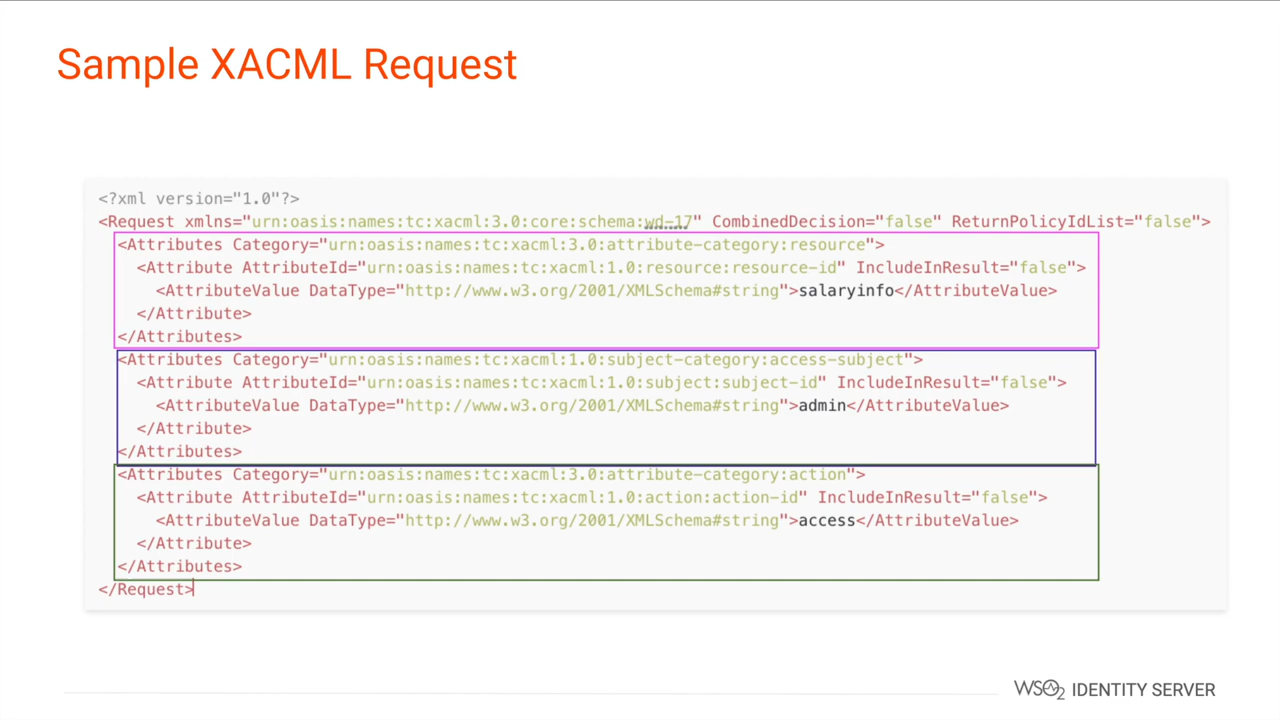 Sample XACML Request
<?xml version="1.0"?>
<Request xmlns="urn:oasis:names:tc:xacml:3.0:core:schema:wd-17" CombinedDecision="false" ReturnPolicyIdList="false">
<Attributes Category="urn:oasis:names:tc:xacml:3.0:attribute-category:resource">
<Attribute AttributeId="urn:oasis:names:tc:xacml:1.0:resource:resource-id" IncludeInResult="false">
<AttributeValue DataType="http://www.w3.org/2001/XMLSchema#string">salaryinfo</AttributeValue>
</Attribute>
</Attributes>
<Attributes Category="urn:oasis:names:tc:xacml:1.0:subject-category:access-subject">
<Attribute AttributeId="urn:oasis:names:tc:xacml:1.0:subject:subject-id" IncludeInResult="false">
<AttributeValue DataType="http://www.w3.org/2001/XMLSchema#string">admin</AttributeValue>
</Attribute>
</Attributes>
<Attributes Category="urn:oasis:names:tc:xacml:3.0:attribute-category:action">
<Attribute AttributeId="urn:oasis:names:tc:xacml:1.0:action:action-id" IncludeInResult="false">
<AttributeValue DataType="http://www.w3.org/2001/XMLSchema#string">access</AttributeValue>
</Attribute>
</Attributes>
</Request>
WSO2 IDENTITY SERVER